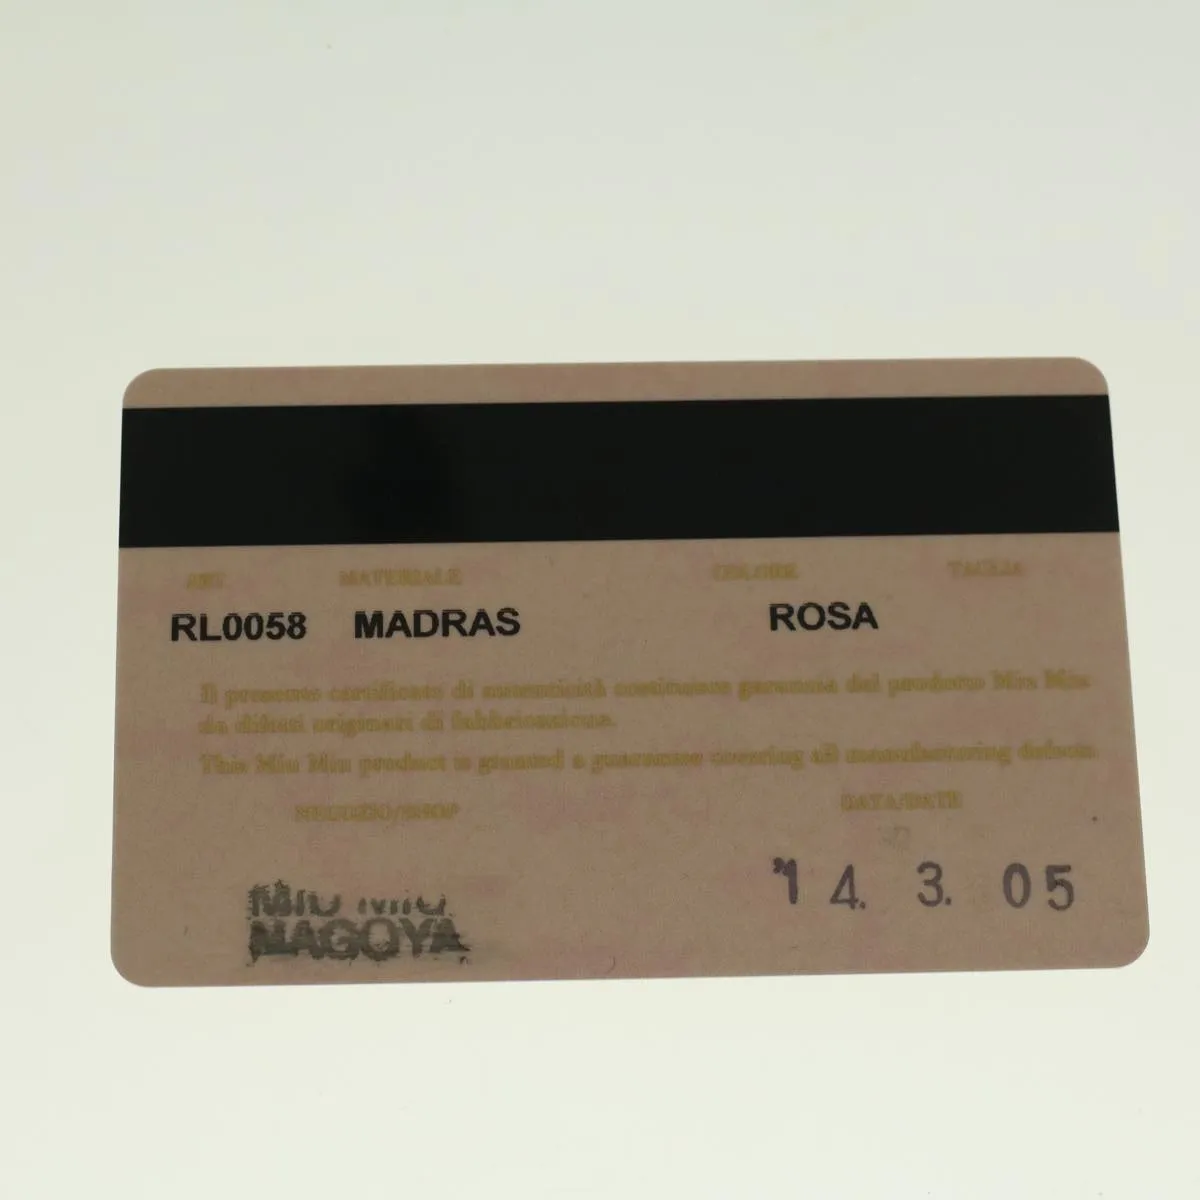 ART. MATERIALE COLORE TAGLIA
RL0058 MADRAS ROSA
Il presente certificato di autenticità costituisce garanzia del prodotto Miu Miu
da difetti originari di fabbricazione.
This Miu Miu product is granted a guarantee covering all manufacturing defects
NEGOZIO/SHOP DATA/DATE
MIU MIU
NAGOYA
'14. 3. 05